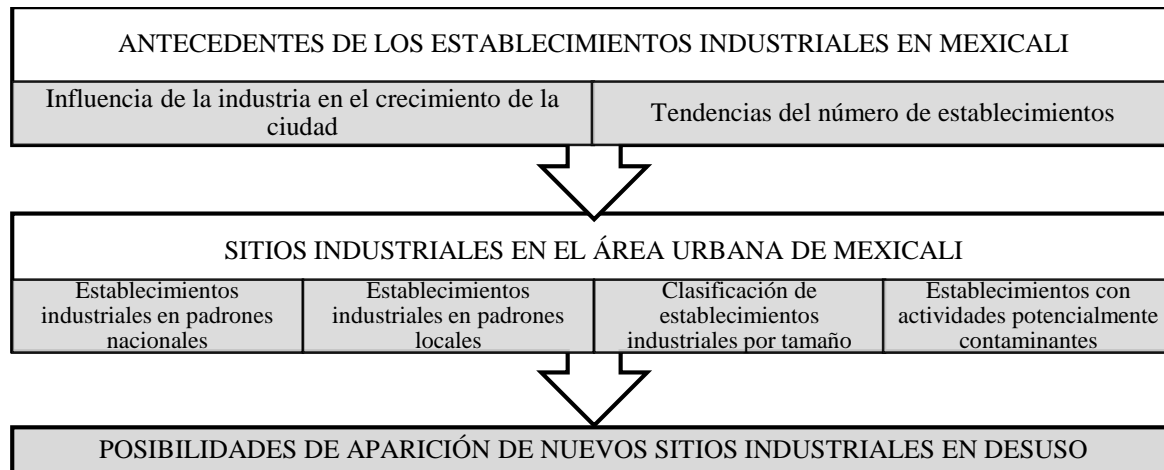 ANTECEDENTES DE LOS ESTABLECIMIENTOS INDUSTRIALES EN MEXICALI
Influencia de la industria en el crecimiento de la
ciudad
Tendencias del número de establecimientos
SITIOS INDUSTRIALES EN EL ÁREA URBANA DE MEXICALI
Establecimientos
industriales en padrones
nacionales
Establecimientos
industriales en padrones
locales
Clasificación de
establecimientos
industriales por tamaño
Establecimientos con
actividades potencialmente
contaminantes
POSIBILIDADES DE APARICIÓN DE NUEVOS SITIOS INDUSTRIALES EN DESUSO